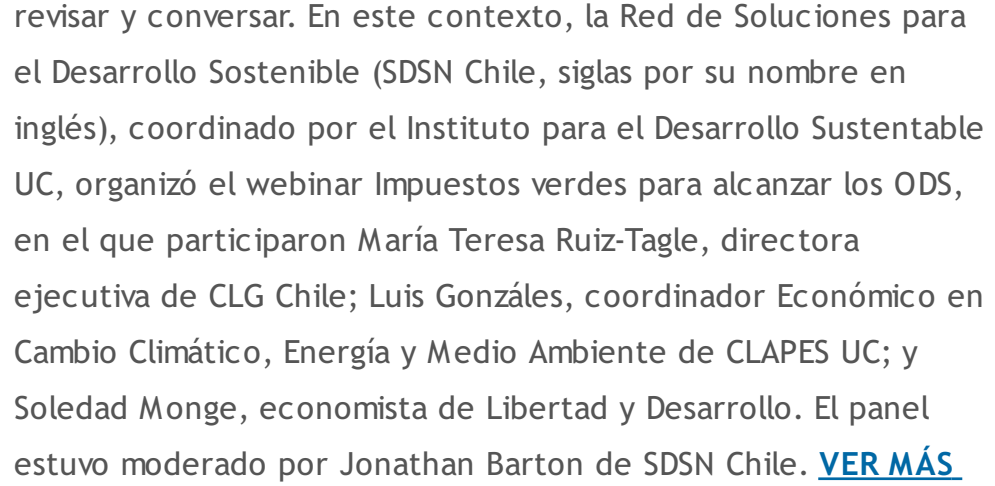 revisar y conversar. En este contexto, la Red de Soluciones para
el Desarrollo Sostenible (SDSN Chile, siglas por su nombre en
inglés), coordinado por el Instituto para el Desarrollo Sustentable
UC, organizó el webinar Impuestos verdes para alcanzar los ODS,
en el que participaron María Teresa Ruiz-Tagle, directora
ejecutiva de CLG Chile; Luis Gonzáles, coordinador Económico en
Cambio Climático, Energía y Medio Ambiente de CLAPES UC; y
Soledad Monge, economista de Libertad y Desarrollo. El panel
estuvo moderado por Jonathan Barton de SDSN Chile. VER MÁS